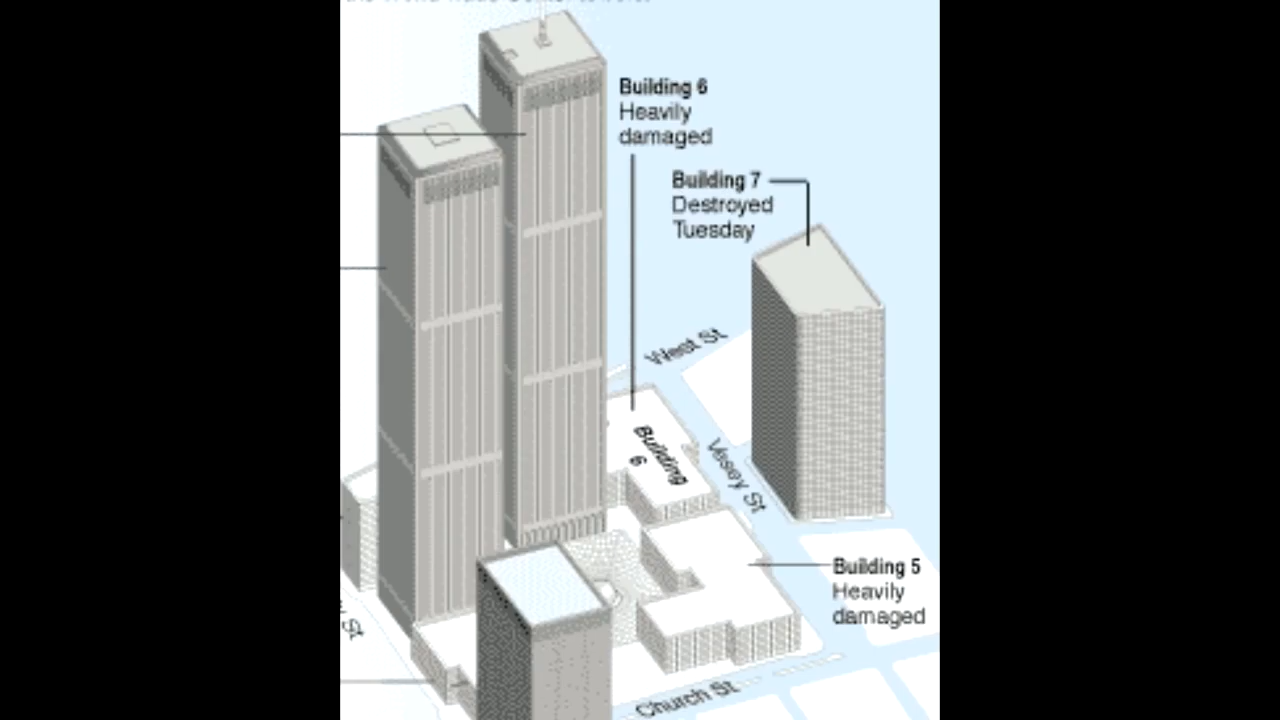 Building 6
Heavily
damaged
Building 7
Destroyed
Tuesday
West St
Building
6
Vesey St
Building 5
Heavily
damaged
St
Church St